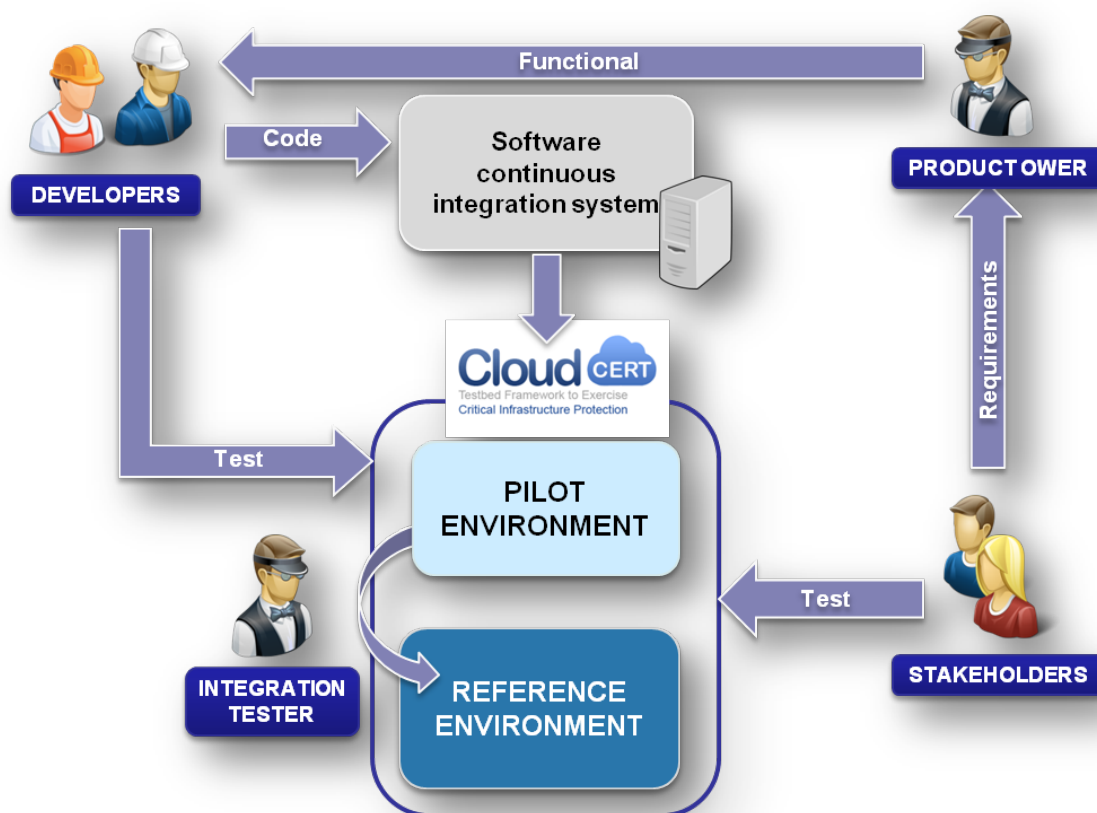 Functional
Code
Software
continuous
integration system
DEVELOPERS
PRODUCT OWER
Requirements
Cloud CERT
Testbed Framework to Exercise
Critical Infrastructure Protection
Test
PILOT
ENVIRONMENT
Test
INTEGRATION
TESTER
REFERENCE
ENVIRONMENT
STAKEHOLDERS